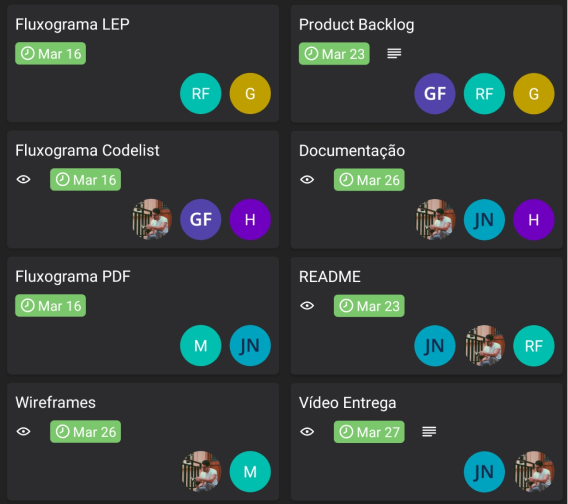 Fluxograma LEP
Mar 16
RF G
Fluxograma Codelist
Mar 16
GF H
Fluxograma PDF
Mar 16
M JN
Wireframes
Mar 26
M
Product Backlog
Mar 23
GF RF G
Documentação
Mar 26
JN H
README
Mar 23
JN RF
Vídeo Entrega
Mar 27
JN